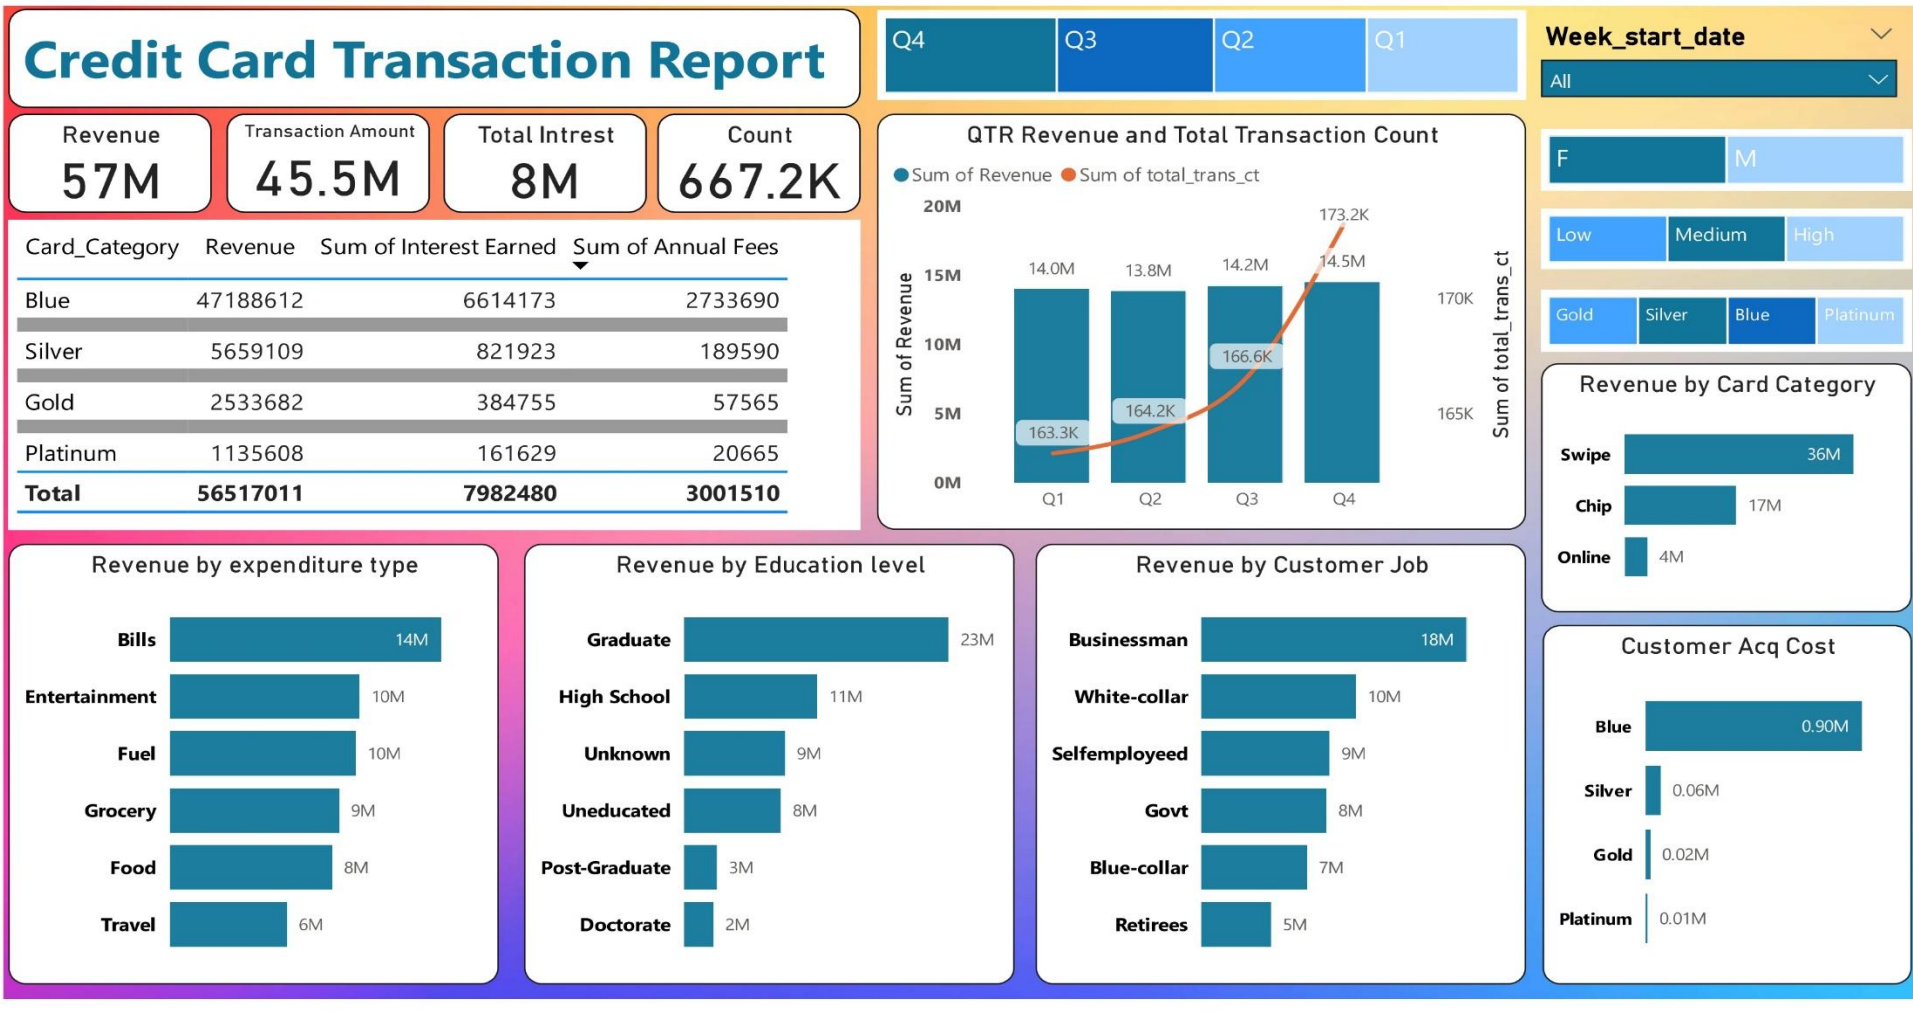 Credit Card Transaction Report
Q4 Q3 Q2 Q1
Week_start_date
All
Revenue
57M
Transaction Amount
45.5M
Total Intrest
8M
Count
667.2K
F M
Low Medium High
Gold Silver Blue Platinum
Card_Category Revenue Sum of Interest Earned Sum of Annual Fees
Blue 47188612 6614173 2733690
Silver 5659109 821923 189590
Gold 2533682 384755 57565
Platinum 1135608 161629 20665
Total 56517011 7982480 3001510
QTR Revenue and Total Transaction Count
Sum of Revenue Sum of total_trans_ct
Sum of Revenue
20M
15M
10M
5M
0M
14.0M 13.8M 14.2M 14.5M
163.3K 164.2K 166.6K 173.2K
Q1 Q2 Q3 Q4
170K
165K
Sum of total_trans_ct
Revenue by Card Category
Swipe 36M
Chip 17M
Online 4M
Revenue by expenditure type
Bills 14M
Entertainment 10M
Fuel 10M
Grocery 9M
Food 8M
Travel 6M
Revenue by Education level
Graduate 23M
High School 11M
Unknown 9M
Uneducated 8M
Post-Graduate 3M
Doctorate 2M
Revenue by Customer Job
Businessman 18M
White-collar 10M
Selfemployeed 9M
Govt 8M
Blue-collar 7M
Retirees 5M
Customer Acq Cost
Blue 0.90M
Silver 0.06M
Gold 0.02M
Platinum 0.01M